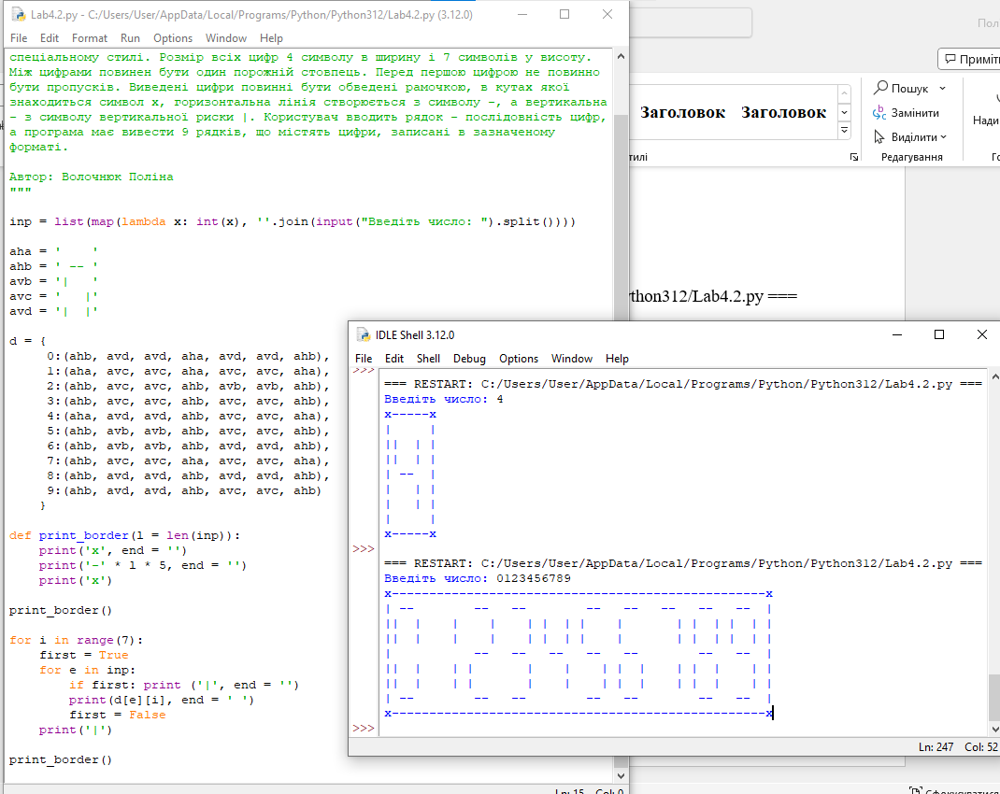 Lab4.2.py - C:/Users/User/AppData/Local/Programs/Python/Python312/Lab4.2.py (3.12.0)
File Edit Format Run Options Window Help
спеціальному стилі. Розмір всіх цифр 4 символу в ширину і 7 символів у висоту.
Між цифрами повинен бути один порожній стовпець. Перед першою цифрою не повинно
бути пропусків. Виведені цифри повинні бути обведені рамочкою, в кутах якої
знаходиться символ x, горизонтальна лінія створюється з символу -, а вертикальна
- з символу вертикальної риски |. Користувач вводить рядок - послідовність цифр,
а програма має вивести 9 рядків, що містять цифри, записані в зазначеному
форматі.
Автор: Волочнюк Поліна
"""
inp = list(map(lambda x: int(x), ''.join(input("Введіть число: ").split())))
aha = '    '
ahb = ' -- '
avb = '|   '
avc = '   |'
avd = '|  |'
d = {
     0:(ahb, avd, avd, aha, avd, avd, ahb),
     1:(aha, avc, avc, aha, avc, avc, aha),
     2:(ahb, avc, avc, ahb, avb, avb, ahb),
     3:(ahb, avc, avc, ahb, avc, avc, ahb),
     4:(aha, avd, avd, ahb, avc, avc, aha),
     5:(ahb, avb, avb, ahb, avc, avc, ahb),
     6:(ahb, avb, avb, ahb, avd, avd, ahb),
     7:(ahb, avc, avc, aha, avc, avc, aha),
     8:(ahb, avd, avd, ahb, avd, avd, ahb),
     9:(ahb, avd, avd, ahb, avc, avc, ahb)
    }
def print_border(l = len(inp)):
    print('x', end = '')
    print('-' * l * 5, end = '')
    print('x')
print_border()
for i in range(7):
    first = True
    for e in inp:
        if first: print ('|', end = '')
        print(d[e][i], end = ' ')
        first = False
    print('|')
print_border()
Ln: 15 Col: 0
Пол
Приміт
Заголовок Заголовок
тилі
Пошук
Замінити
Виділити
Редагування
Нади
Го
ython312/Lab4.2.py ===
IDLE Shell 3.12.0
File Edit Shell Debug Options Window Help
>>>
=== RESTART: C:/Users/User/AppData/Local/Programs/Python/Python312/Lab4.2.py ===
Введіть число: 4
x-----x
|     |
||  | |
||  | |
| --  |
|   | |
|   | |
|     |
x-----x
>>>
=== RESTART: C:/Users/User/AppData/Local/Programs/Python/Python312/Lab4.2.py ===
Введіть число: 0123456789
x--------------------------------------------------x
| --        --   --        --   --   --   --   --  |
||  |    |    |    | |  | |    |       | |  | |  | |
||  |    |    |    | |  | |    |       | |  | |  | |
|           --   --   --   --   --        --   --  |
||  |    | |       |    |    | |  |    | |  |    | |
||  |    | |       |    |    | |  |    | |  |    | |
| --        --   --        --   --        --   --  |
x--------------------------------------------------x
>>>
Ln: 247 Col: 52
Сфокусуватися